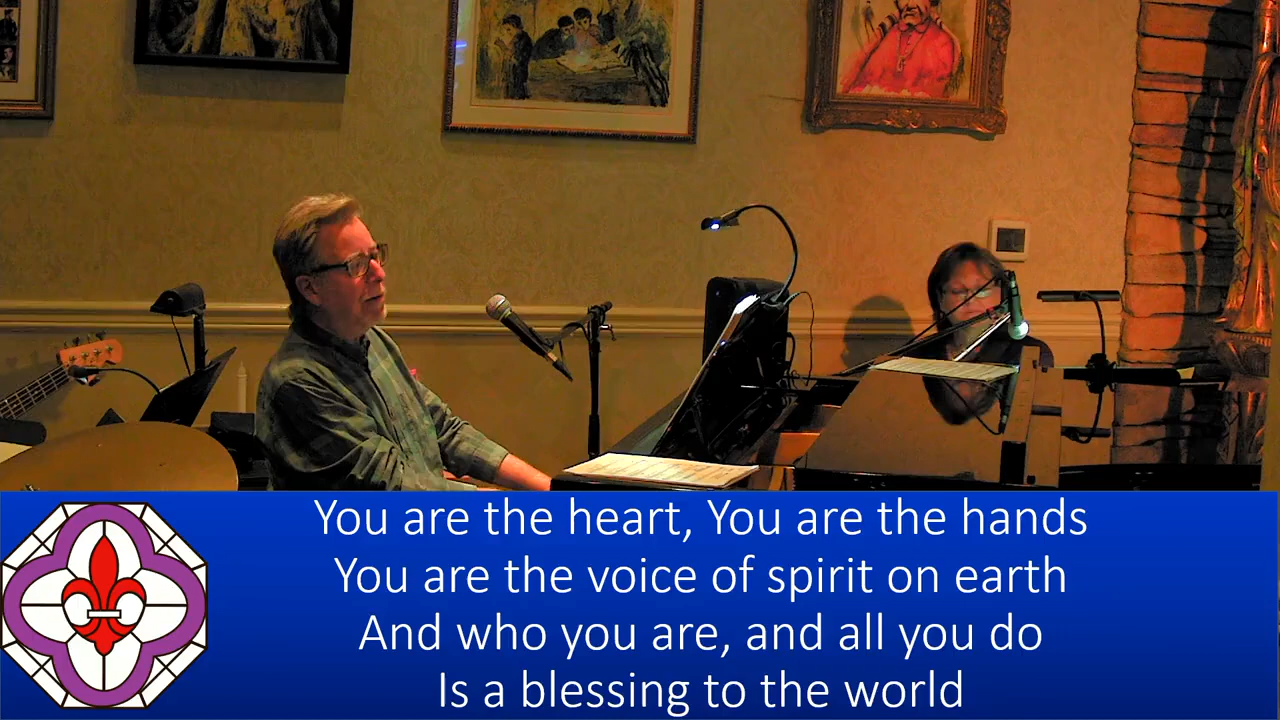 You are the heart, You are the hands
You are the voice of spirit on earth
And who you are, and all you do
Is a blessing to the world